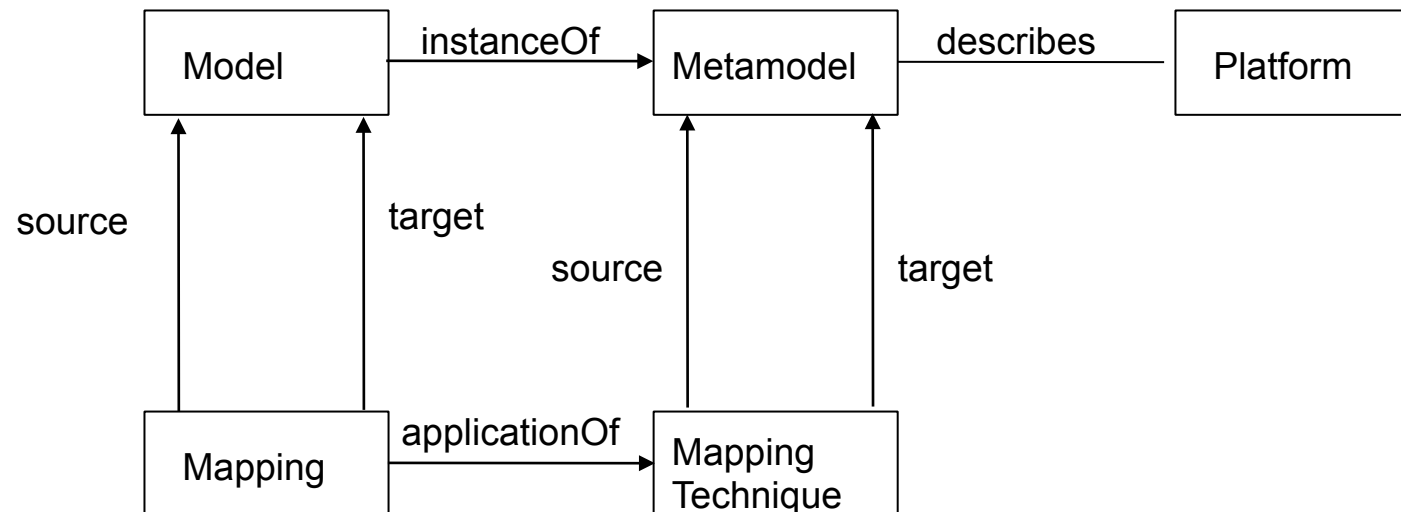 instanceOf
describes
Model
Metamodel
Platform
source
target
source
target
applicationOf
Mapping
Mapping
Technique